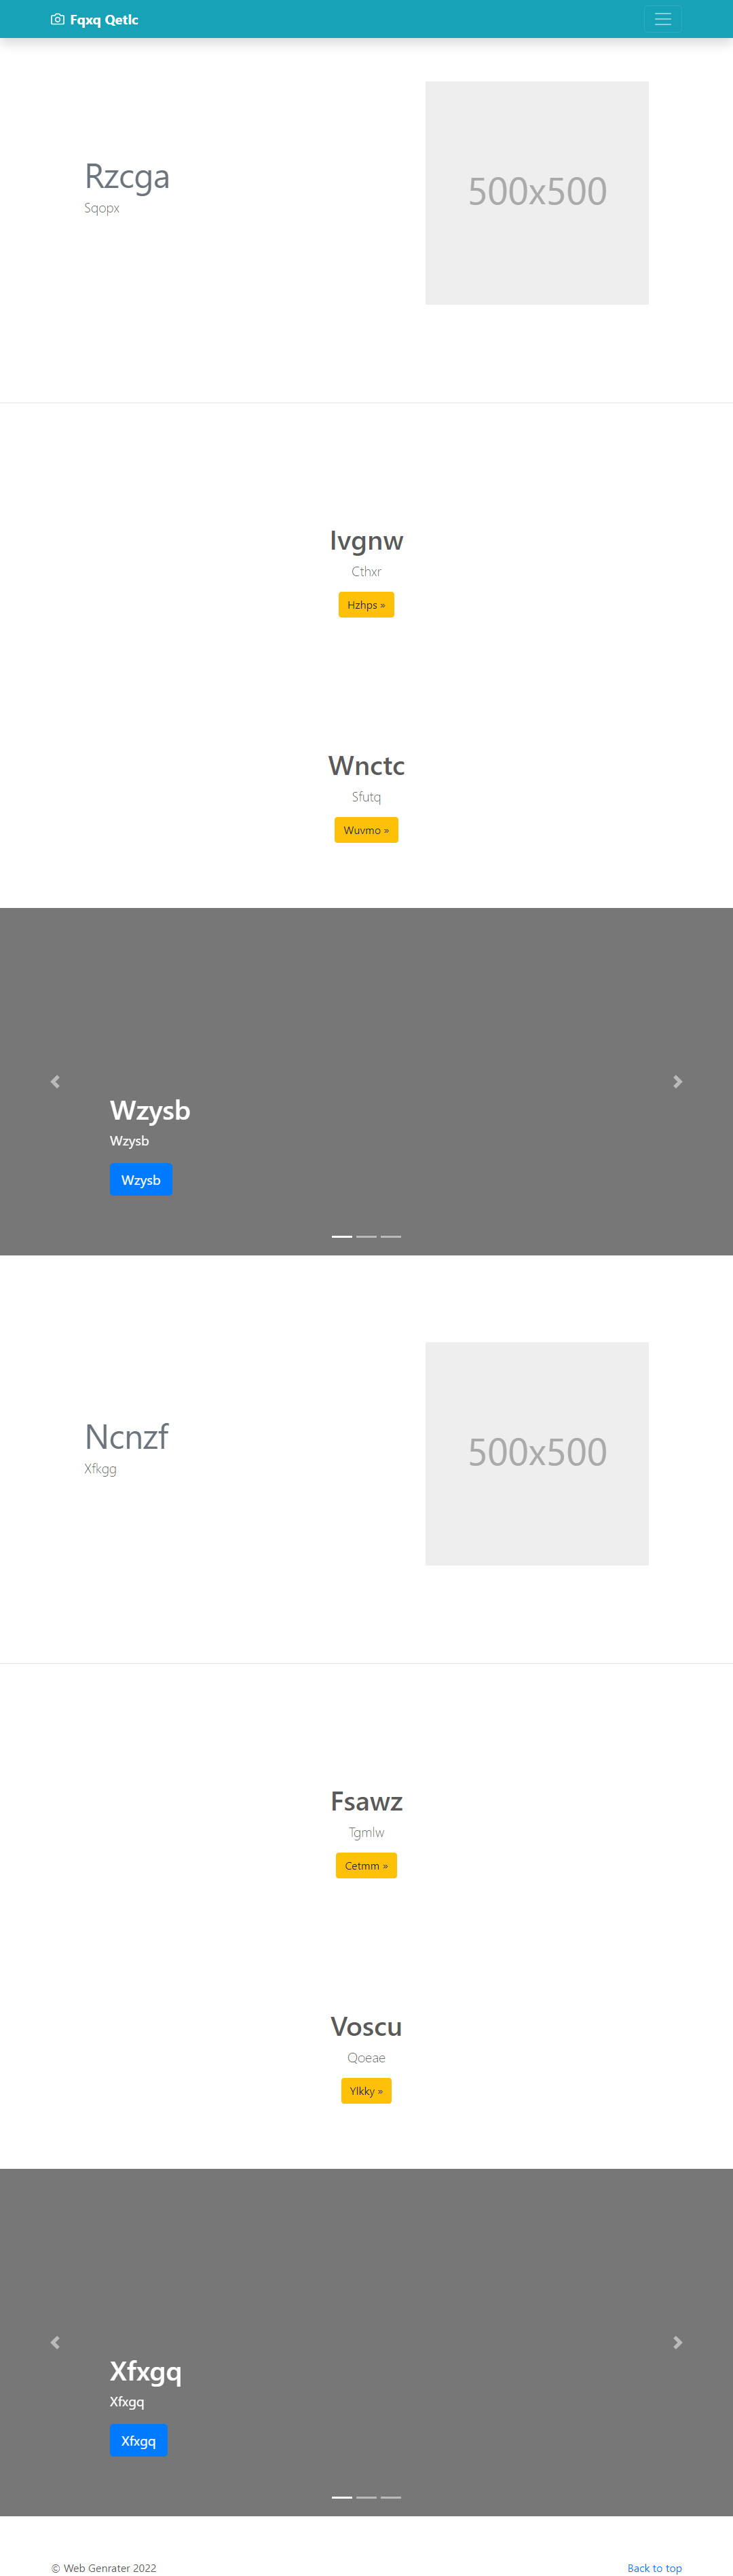 Fqxq Qetlc
Rzcga
Sqopx
500x500
Ivgnw
Cthxr
Hzhps »
Wnctc
Sfutq
Wuvmo »
Wzysb
Wzysb
Wzysb
Ncnzf
Xfkgg
500x500
Fsawz
Tgmlw
Cetmm »
Voscu
Qoeae
Ylkky »
Xfxgq
Xfxgq
Xfxgq
© Web Genrater 2022
Back to top